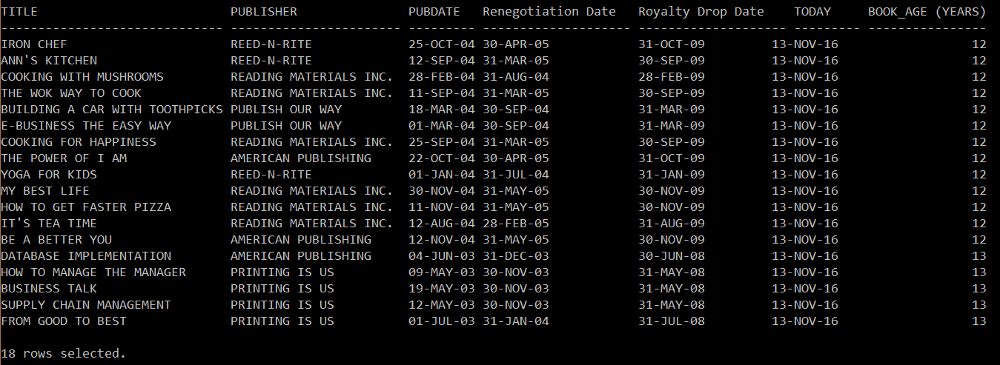 TITLE                          PUBLISHER               PUBDATE   Renegotiation Date   Royalty Drop Date    TODAY     BOOK_AGE (YEARS)
------------------------------ ----------------------- --------- -------------------- -------------------- --------- ----------------
IRON CHEF                      REED-N-RITE             25-OCT-04 30-APR-05            31-OCT-09         13-NOV-16                  12
ANN'S KITCHEN                  REED-N-RITE             12-SEP-04 31-MAR-05            30-SEP-09         13-NOV-16                  12
COOKING WITH MUSHROOMS         READING MATERIALS INC.  28-FEB-04 31-AUG-04            28-FEB-09         13-NOV-16                  12
THE WOK WAY TO COOK            READING MATERIALS INC.  11-SEP-04 31-MAR-05            30-SEP-09         13-NOV-16                  12
BUILDING A CAR WITH TOOTHPICKS PUBLISH OUR WAY         18-MAR-04 30-SEP-04            31-MAR-09         13-NOV-16                  12
E-BUSINESS THE EASY WAY        PUBLISH OUR WAY         01-MAR-04 30-SEP-04            31-MAR-09         13-NOV-16                  12
COOKING FOR HAPPINESS          READING MATERIALS INC.  25-SEP-04 31-MAR-05            30-SEP-09         13-NOV-16                  12
THE POWER OF I AM              AMERICAN PUBLISHING     22-OCT-04 30-APR-05            31-OCT-09         13-NOV-16                  12
YOGA FOR KIDS                  REED-N-RITE             01-JAN-04 31-JUL-04            31-JAN-09         13-NOV-16                  12
MY BEST LIFE                   READING MATERIALS INC.  30-NOV-04 31-MAY-05            30-NOV-09         13-NOV-16                  12
HOW TO GET FASTER PIZZA        READING MATERIALS INC.  11-NOV-04 31-MAY-05            30-NOV-09         13-NOV-16                  12
IT'S TEA TIME                  READING MATERIALS INC.  12-AUG-04 28-FEB-05            31-AUG-09         13-NOV-16                  12
BE A BETTER YOU                AMERICAN PUBLISHING     12-NOV-04 31-MAY-05            30-NOV-09         13-NOV-16                  12
DATABASE IMPLEMENTATION        AMERICAN PUBLISHING     04-JUN-03 31-DEC-03            30-JUN-08         13-NOV-16                  13
HOW TO MANAGE THE MANAGER      PRINTING IS US          09-MAY-03 30-NOV-03            31-MAY-08         13-NOV-16                  13
BUSINESS TALK                  PRINTING IS US          19-MAY-03 30-NOV-03            31-MAY-08         13-NOV-16                  13
SUPPLY CHAIN MANAGEMENT        PRINTING IS US          12-MAY-03 30-NOV-03            31-MAY-08         13-NOV-16                  13
FROM GOOD TO BEST              PRINTING IS US          01-JUL-03 31-JAN-04            31-JUL-08         13-NOV-16                  13
18 rows selected.